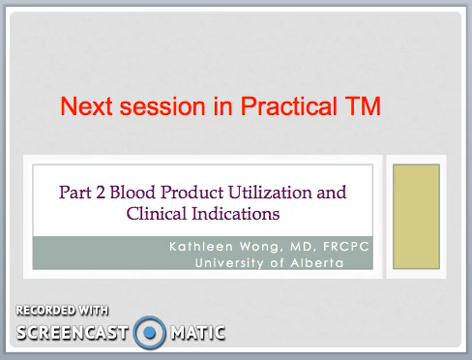 Next session in Practical TM
Part 2 Blood Product Utilization and
Clinical Indications
Kathleen Wong, MD, FRCPC
University of Alberta
RECORDED WITH
SCREENCAST MATIC